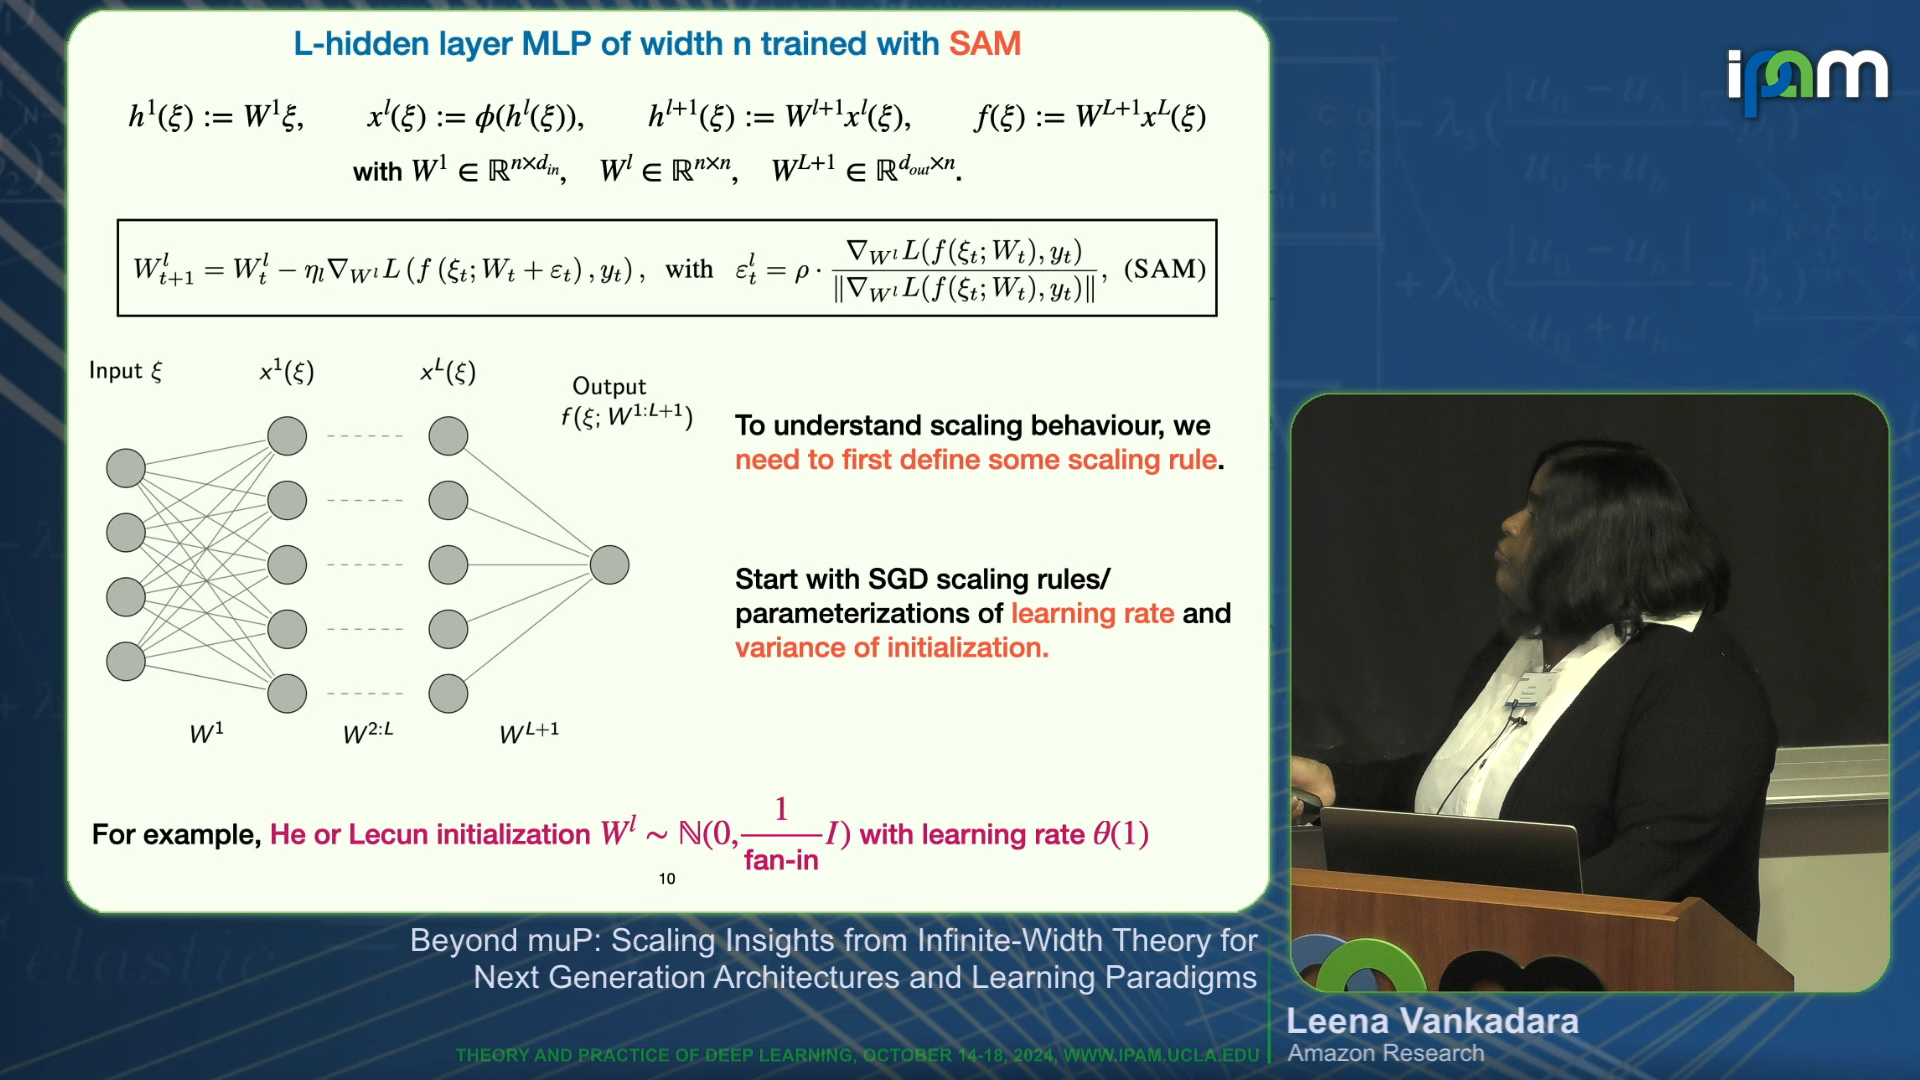 L-hidden layer MLP of width n trained with SAM
h^1(ξ) := W^1ξ, x^l(ξ) := ϕ(h^l(ξ)), h^{l+1}(ξ) := W^{l+1}x^l(ξ), f(ξ) := W^{L+1}x^L(ξ)
with W^1 ∈ ℝ^{n×d_{in}}, W^l ∈ ℝ^{n×n}, W^{L+1} ∈ ℝ^{d_{out}×n}.
W^l_{t+1} = W^l_t − η_l∇_{W^l} L (f (ξ_t; W_t + ε_t) , y_t) , with ε^l_t = ρ · ∇_{W^l} L(f(ξ_t; W_t), y_t) / ‖∇_{W^l} L(f(ξ_t; W_t), y_t)‖ , (SAM)
Input ξ x^1(ξ) x^L(ξ)
Output
f(ξ; W^{1:L+1})
To understand scaling behaviour, we
need to first define some scaling rule.
Start with SGD scaling rules/
parameterizations of learning rate and
variance of initialization.
W^1 W^{2:L} W^{L+1}
For example, He or Lecun initialization W^l ∼ ℕ(0, 1/fan-in I) with learning rate θ(1)
10
ipam
Beyond muP: Scaling Insights from Infinite-Width Theory for
Next Generation Architectures and Learning Paradigms
THEORY AND PRACTICE OF DEEP LEARNING, OCTOBER 14-18, 2024, WWW.IPAM.UCLA.EDU
Leena Vankadara
Amazon Research
elastic